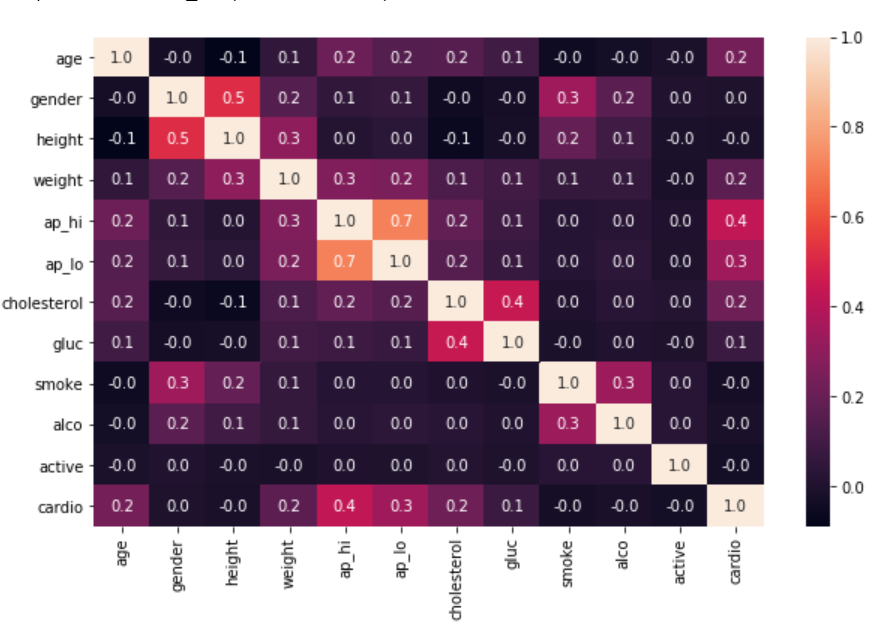 age 1.0 -0.0 -0.1 0.1 0.2 0.2 0.2 0.1 -0.0 -0.0 -0.0 0.2
gender -0.0 1.0 0.5 0.2 0.1 0.1 -0.0 -0.0 0.3 0.2 0.0 0.0
height -0.1 0.5 1.0 0.3 0.0 0.0 -0.1 -0.0 0.2 0.1 -0.0 -0.0
weight 0.1 0.2 0.3 1.0 0.3 0.2 0.1 0.1 0.1 0.1 -0.0 0.2
ap_hi 0.2 0.1 0.0 0.3 1.0 0.7 0.2 0.1 0.0 0.0 0.0 0.4
ap_lo 0.2 0.1 0.0 0.2 0.7 1.0 0.2 0.1 0.0 0.0 0.0 0.3
cholesterol 0.2 -0.0 -0.1 0.1 0.2 0.2 1.0 0.4 0.0 0.0 0.0 0.2
gluc 0.1 -0.0 -0.0 0.1 0.1 0.1 0.4 1.0 -0.0 0.0 -0.0 0.1
smoke -0.0 0.3 0.2 0.1 0.0 0.0 0.0 -0.0 1.0 0.3 0.0 -0.0
alco -0.0 0.2 0.1 0.1 0.0 0.0 0.0 0.0 0.3 1.0 0.0 -0.0
active -0.0 0.0 -0.0 -0.0 0.0 0.0 0.0 -0.0 0.0 0.0 1.0 -0.0
cardio 0.2 0.0 -0.0 0.2 0.4 0.3 0.2 0.1 -0.0 -0.0 -0.0 1.0
age gender height weight ap_hi ap_lo cholesterol gluc smoke alco active cardio
1.0
0.8
0.6
0.4
0.2
0.0